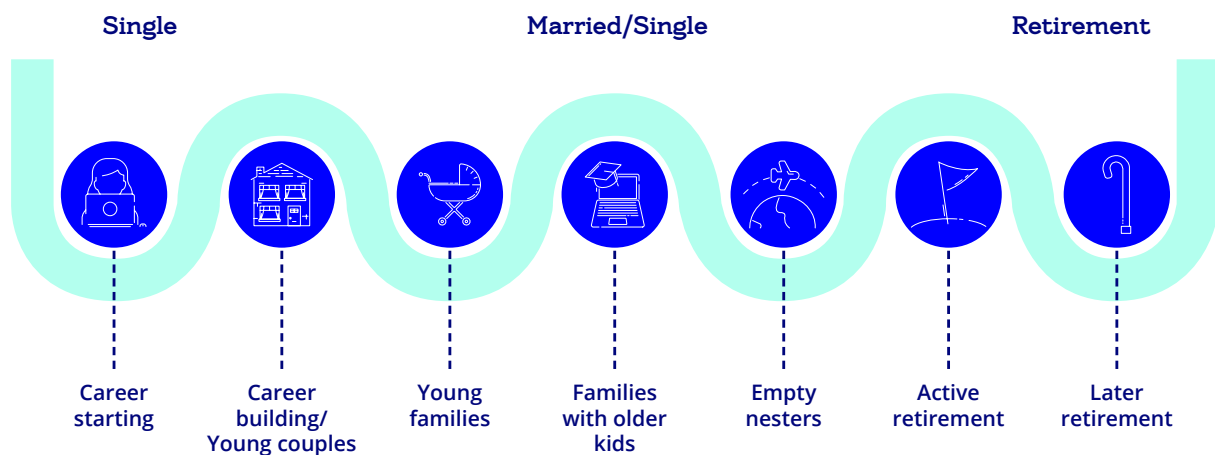 Single
Married/Single
Retirement
Career
starting
Career
building/
Young couples
Young
families
Families
with older
kids
Empty
nesters
Active
retirement
Later
retirement